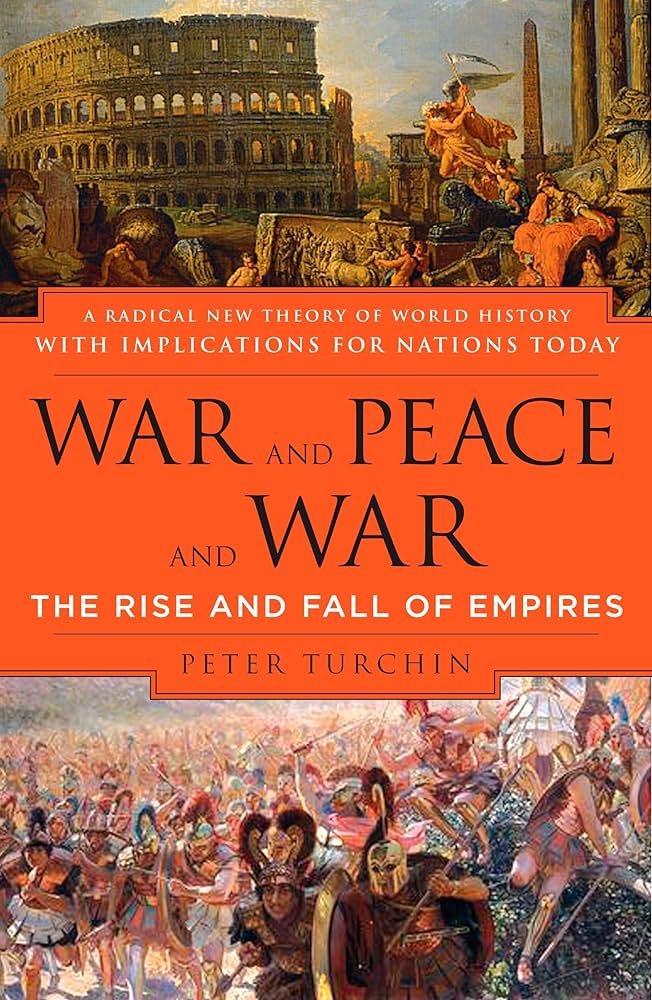 A RADICAL NEW THEORY OF WORLD HISTORY
WITH IMPLICATIONS FOR NATIONS TODAY
WAR AND PEACE
AND WAR
THE RISE AND FALL OF EMPIRES
PETER TURCHIN